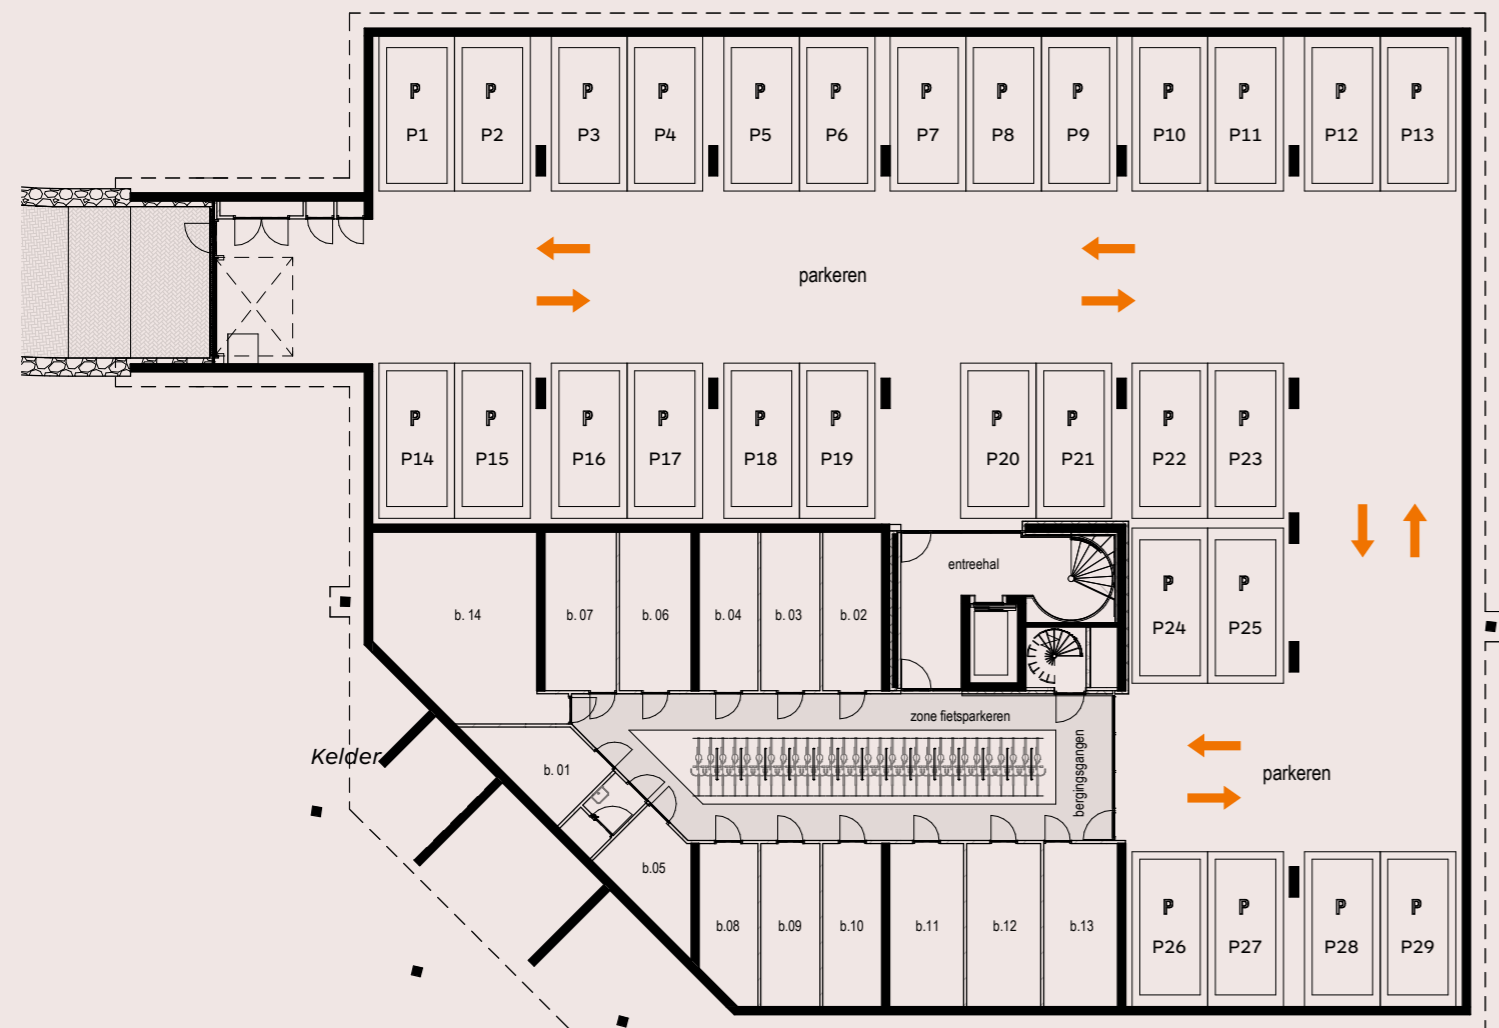 P P P P P P P P P P P P P
P1 P2 P3 P4 P5 P6 P7 P8 P9 P10 P11 P12 P13
parkeren
P P P P P P P P P P
P14 P15 P16 P17 P18 P19 P20 P21 P22 P23
entreehal
P P
b. 14 b. 07 b. 06 b. 04 b. 03 b. 02
P24 P25
zone fietsparkeren
bergingsgangen
Kelder
b. 01
parkeren
b.05
P P P P
b.08 b.09 b.10 b.11 b.12 b.13
P26 P27 P28 P29